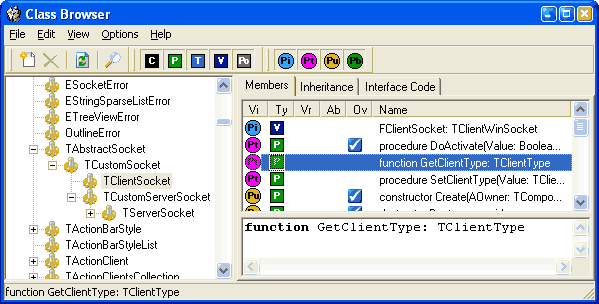 Class Browser
File Edit View Options Help
C P T V Po Pi Pt Pu Pb
Members Inheritance Interface Code
ESocketError
EStringSparseListError
ETreeViewError
OutlineError
TAbstractSocket
TCustomSocket
TClientSocket
TCustomServerSocket
TServerSocket
TActionBarStyle
TActionBarStyleList
TActionClient
TActionClientsCollection
Vi Ty Vr Ab Ov Name
Pi V FClientSocket: TClientWinSocket
Pt P procedure DoActivate(Value: Boolea...
Pt P function GetClientType: TClientType
Pt P procedure SetClientType(Value: TClie...
Pu P constructor Create(AOwner: TCompo...
function GetClientType: TClientType
function GetClientType: TClientType